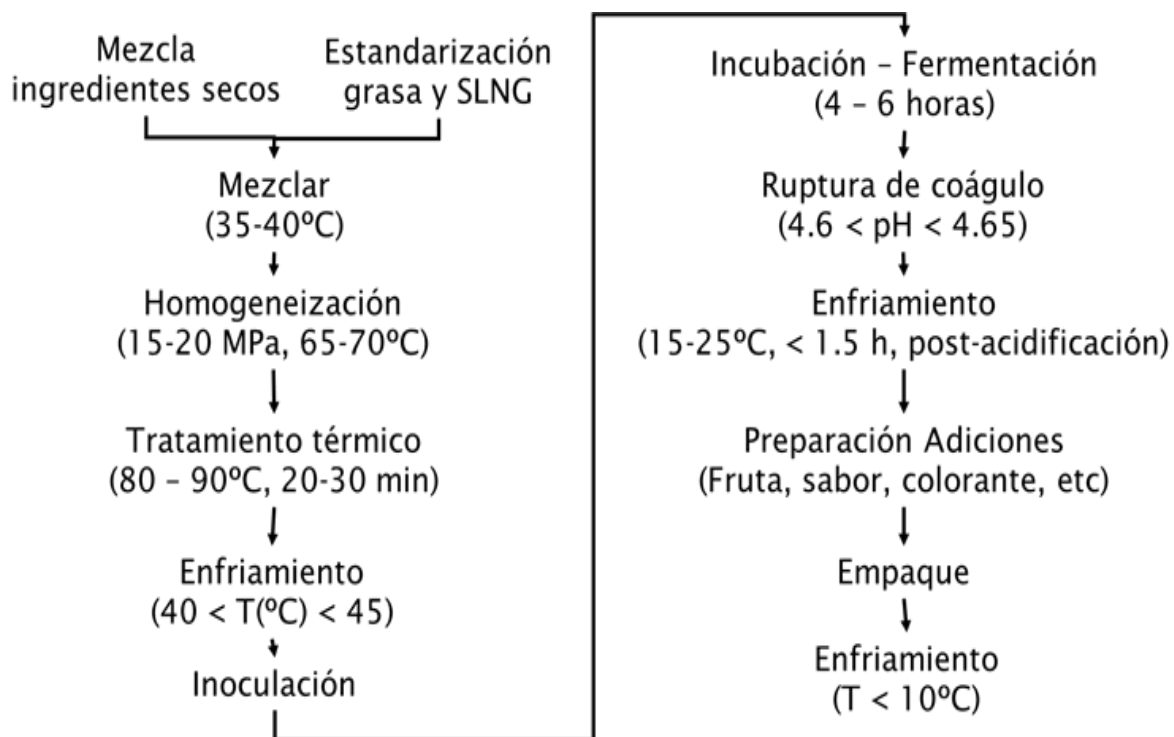 Mezcla
ingredientes secos
Estandarización
grasa y SLNG
Mezclar
(35-40ºC)
Homogeneización
(15-20 MPa, 65-70ºC)
Tratamiento térmico
(80 – 90ºC, 20-30 min)
Enfriamiento
(40 < T(ºC) < 45)
Inoculación
Incubación – Fermentación
(4 – 6 horas)
Ruptura de coágulo
(4.6 < pH < 4.65)
Enfriamiento
(15-25ºC, < 1.5 h, post-acidificación)
Preparación Adiciones
(Fruta, sabor, colorante, etc)
Empaque
Enfriamiento
(T < 10ºC)